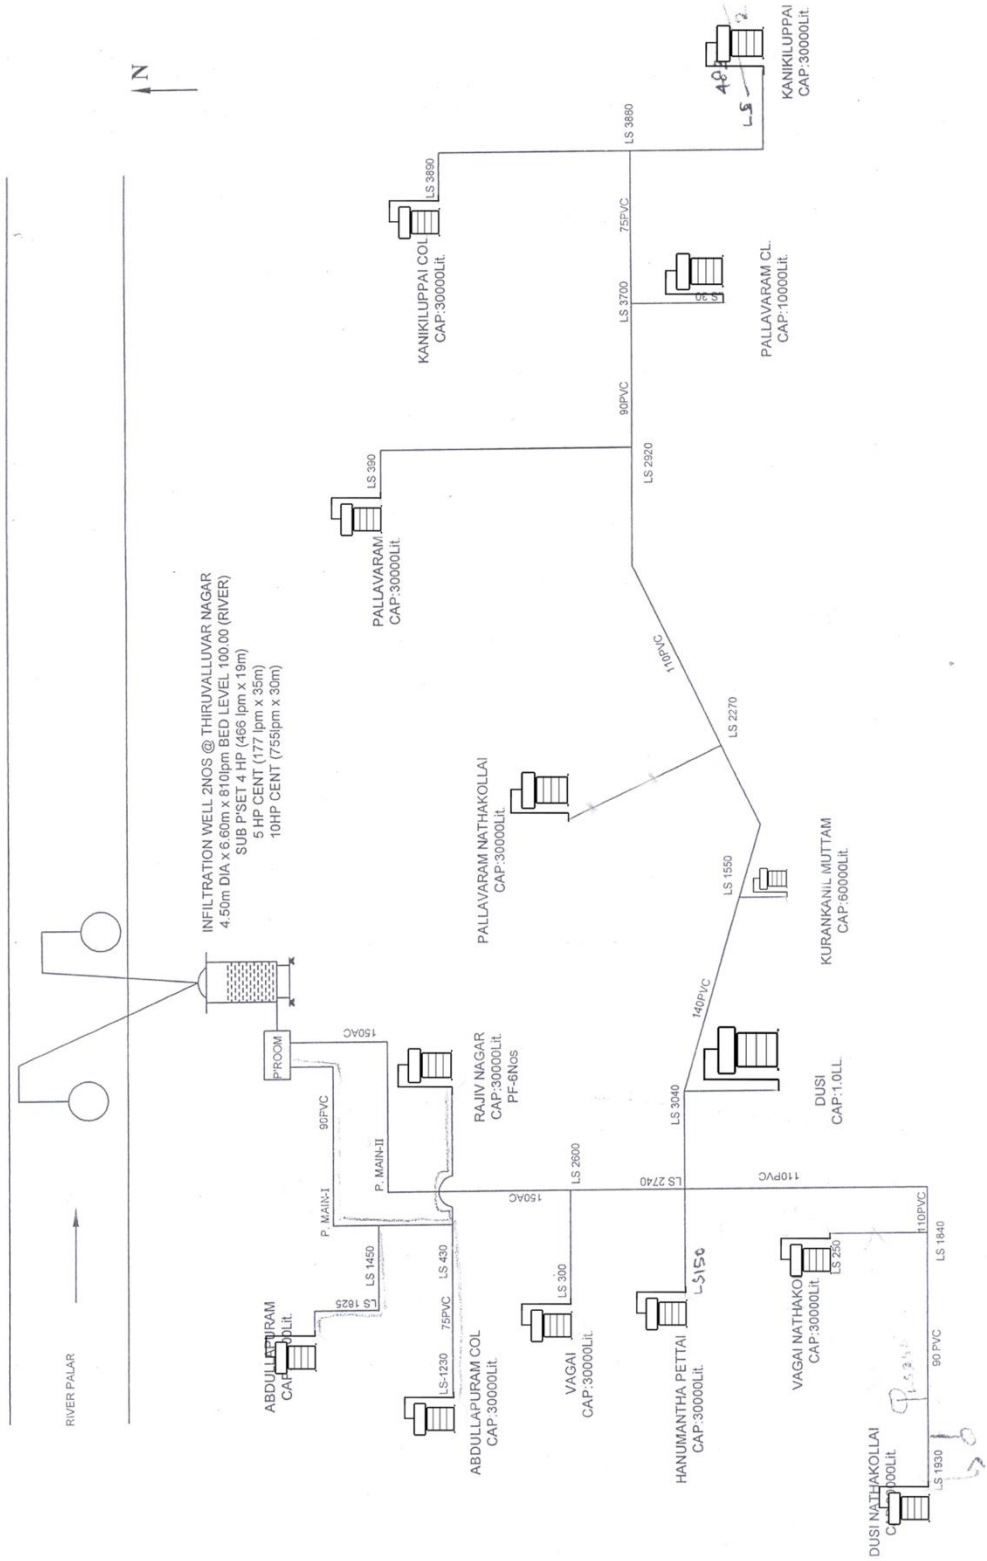 N
RIVER PALAR
INFILTRATION WELL 2NOS @ THIRUVALLUVAR NAGAR
4.50m DIA x 6.60m x 810lpm BED LEVEL 100.00 (RIVER)
SUB P'SET 4 HP (466 lpm x 19m)
5 HP CENT (177 lpm x 35m)
10HP CENT (755lpm x 30m)
P'ROOM
150AC
90PVC
P. MAIN-I
P. MAIN-II
ABDULLAPURAM
LS 1825
LS 1450
LS 430
75PVC
LS-1230
ABDULLAPURAM COL
CAP:30000Lit.
RAJIV NAGAR
CAP:30000Lit.
PF-6Nos
150AC
LS 2600
LS 300
VAGAI
CAP:30000Lit.
LS 2740
LS150
HANUMANTHA PETTAI
CAP:30000Lit.
LS 3040
DUSI
CAP:1.0LL
110PVC
110PVC
LS 1840
LS 250
VAGAI NATHAKO
CAP:30000Lit.
90 PVC
LS 1930
DUSI NATHAKOLLAI
140PVC
LS 1550
KURANKANIL MUTTAM
CAP:60000Lit.
PALLAVARAM NATHAKOLLAI
CAP:30000Lit.
LS 2270
110PVC
LS 2920
LS 390
PALLAVARAM
CAP:30000Lit.
90PVC
LS 3700
PALLAVARAM CL.
CAP:10000Lit.
75PVC
LS 3880
LS 3890
KANIKILUPPAI COL
CAP:30000Lit.
LS
KANIKILUPPAI
CAP:30000Lit.